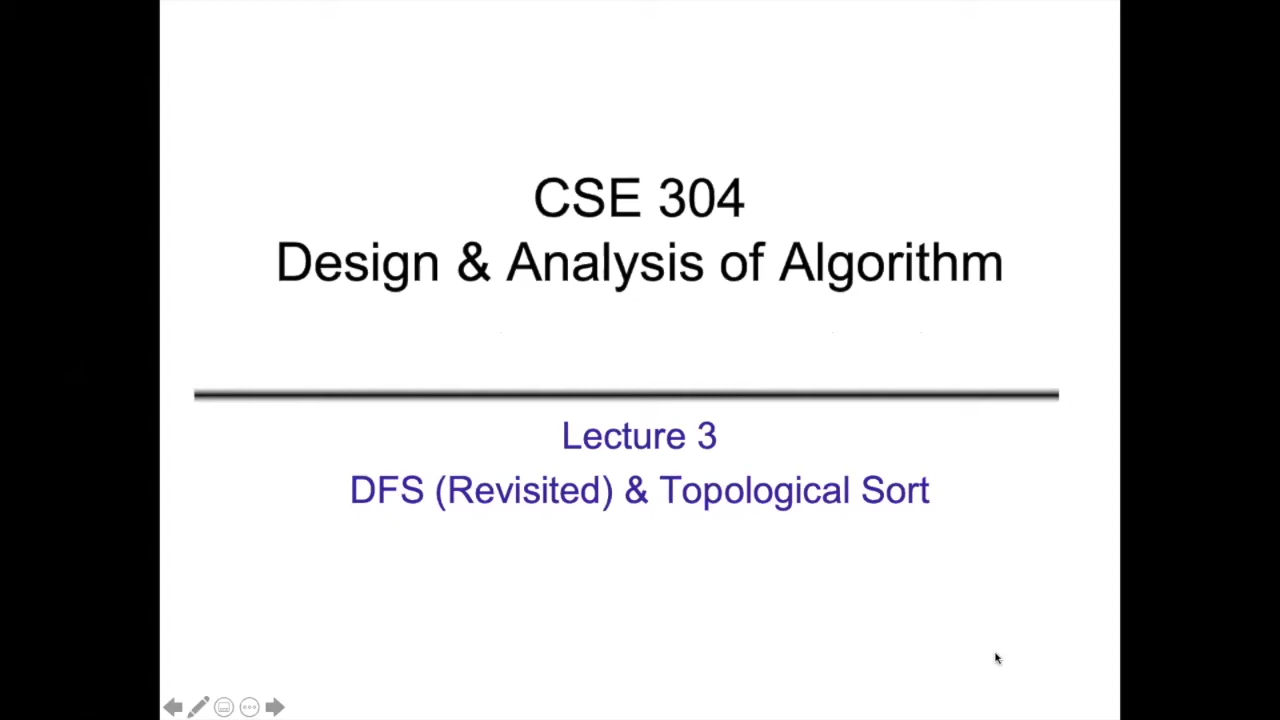 CSE 304
Design & Analysis of Algorithm
Lecture 3
DFS (Revisited) & Topological Sort